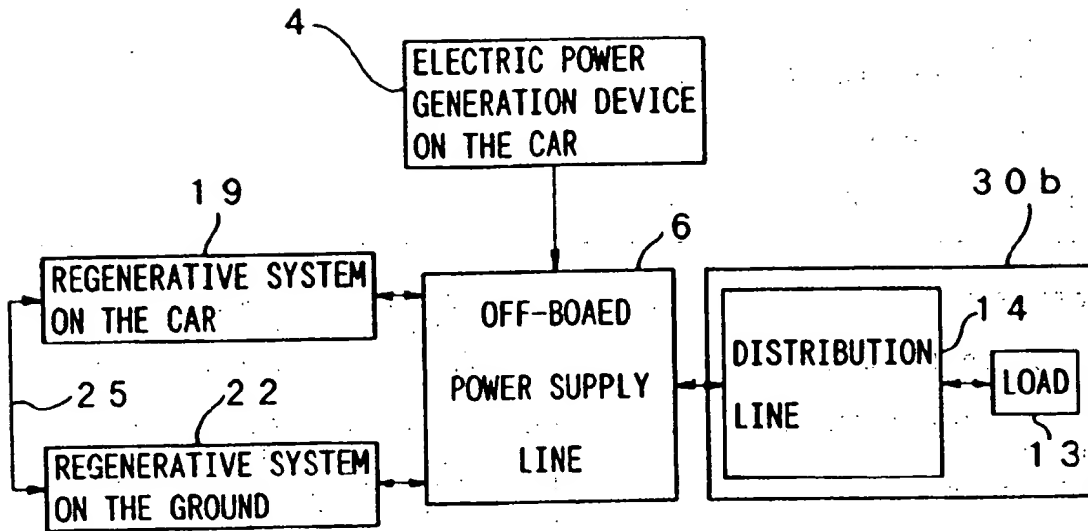 4
ELECTRIC POWER
GENERATION DEVICE
ON THE CAR
19
REGENERATIVE SYSTEM
ON THE CAR
25
22
REGENERATIVE SYSTEM
ON THE GROUND
6
OFF-BOAED
POWER SUPPLY
LINE
30b
14
DISTRIBUTION
LINE
LOAD
13